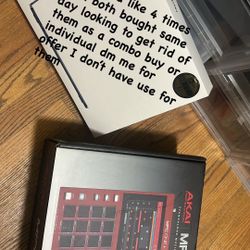 like 4 times
both bought same
day looking to get rid of
them as a combo buy or
individual dm me for
offer I don't have use for
them
AKAI